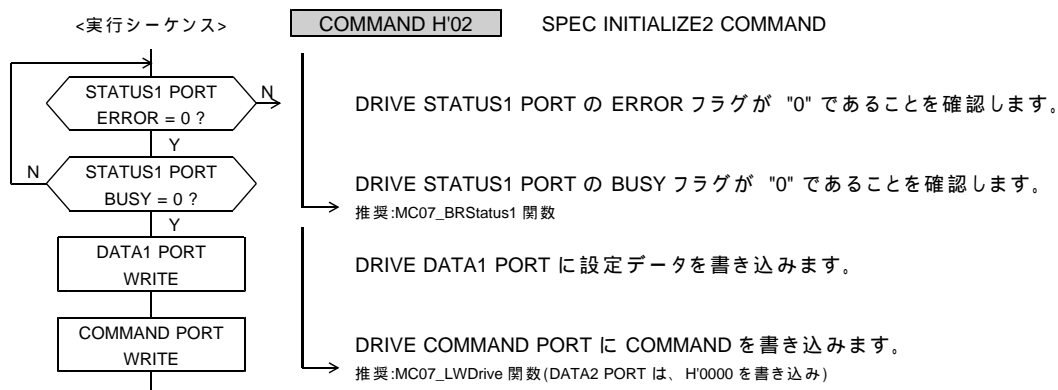 <実行シーケンス>
COMMAND H'02
SPEC INITIALIZE2 COMMAND
STATUS1 PORT
ERROR = 0 ?
N
Y
DRIVE STATUS1 PORT の ERROR フラグが "0" であることを確認します。
N
STATUS1 PORT
BUSY = 0 ?
Y
DRIVE STATUS1 PORT の BUSY フラグが "0" であることを確認します。
推奨:MC07_BRStatus1 関数
DATA1 PORT
WRITE
DRIVE DATA1 PORT に設定データを書き込みます。
COMMAND PORT
WRITE
DRIVE COMMAND PORT に COMMAND を書き込みます。
推奨:MC07_LWDrive 関数(DATA2 PORT は、H'0000 を書き込み)